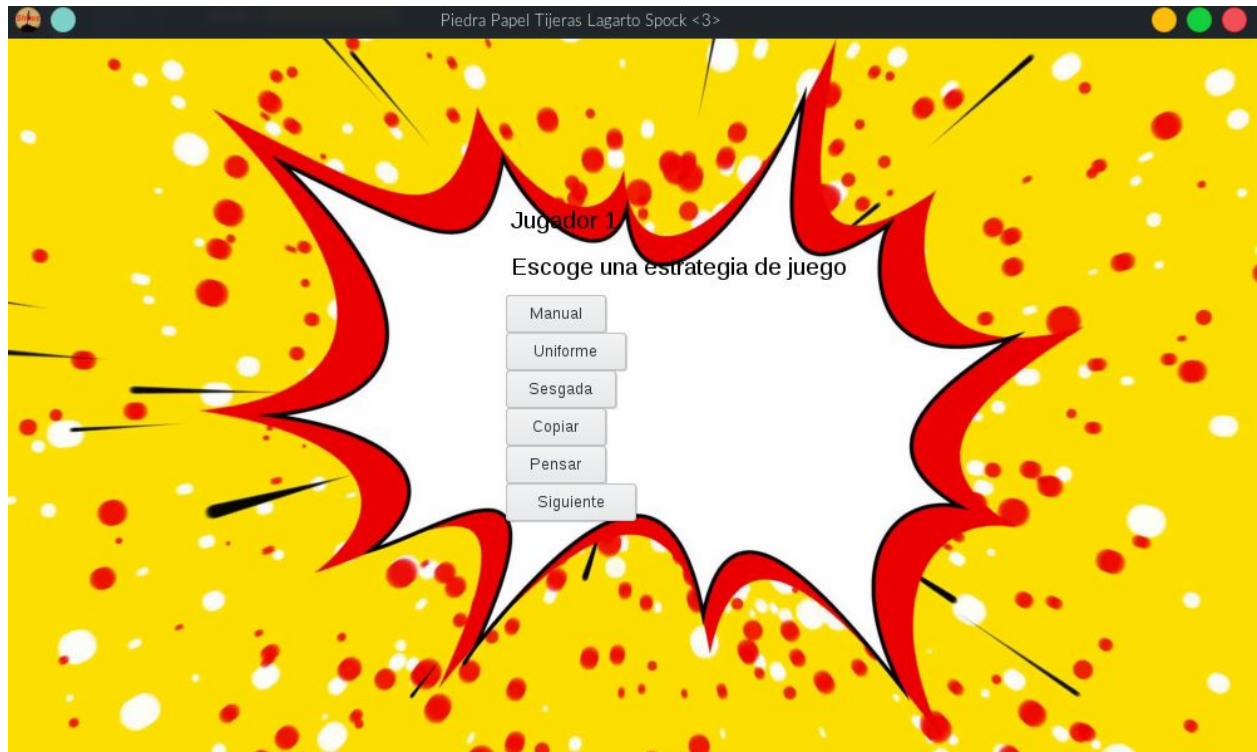 Piedra Papel Tijeras Lagarto Spock <3>
Jugador 1
Escoge una estrategia de juego
Manual
Uniforme
Sesgada
Copiar
Pensar
Siguiente